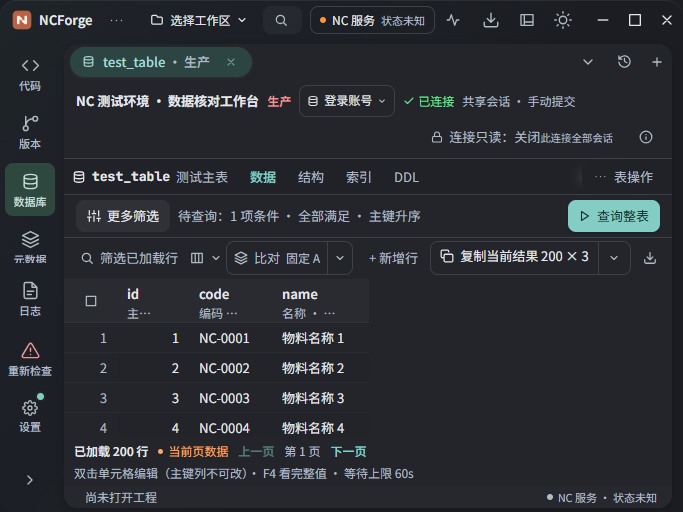 NCForge ··· 选择工作区 NC 服务 状态未知
代码
版本
数据库
元数据
日志
重新检查
设置
test_table • 生产
NC 测试环境 • 数据核对工作台 生产 登录账号 已连接 共享会话 • 手动提交
连接只读：关闭此连接全部会话
test_table 测试主表 数据 结构 索引 DDL ··· 表操作
更多筛选 待查询：1 项条件 • 全部满足 • 主键升序 查询整表
筛选已加载行 比对 固定 A + 新增行 复制当前结果 200 × 3
id code name
主… 编码 … 名称 • …
1 1 NC-0001 物料名称 1
2 2 NC-0002 物料名称 2
3 3 NC-0003 物料名称 3
4 4 NC-0004 物料名称 4
已加载 200 行 • 当前页数据 上一页 第 1 页 下一页
双击单元格编辑（主键列不可改）• F4 看完整值 • 等待上限 60s
尚未打开工程 NC 服务 • 状态未知